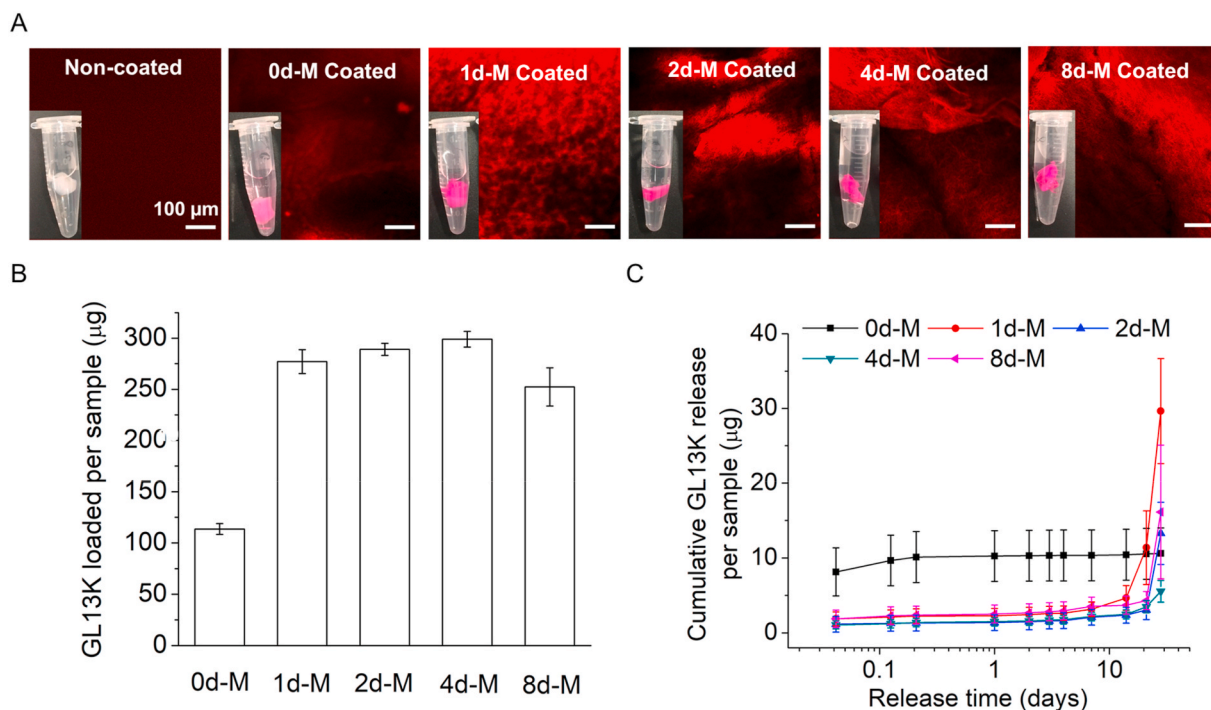 A
Non-coated
0d-M Coated
1d-M Coated
2d-M Coated
4d-M Coated
8d-M Coated
100 μm
B
GL13K loaded per sample (μg)
300
250
200
150
100
50
0
0d-M
1d-M
2d-M
4d-M
8d-M
C
0d-M
1d-M
2d-M
4d-M
8d-M
Cumulative GL13K release
per sample (μg)
40
30
20
10
0
0.1
1
10
Release time (days)